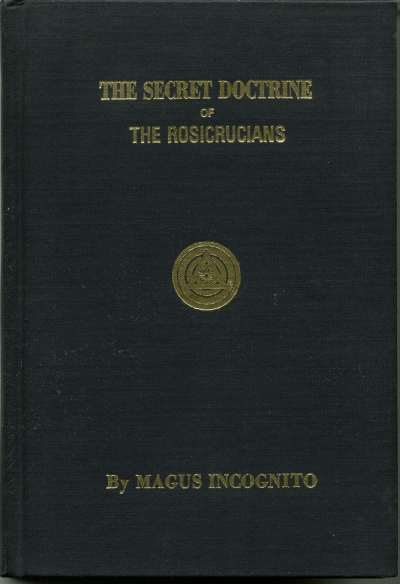 THE SECRET DOCTRINE
OF
THE ROSICRUCIANS
By MAGUS INCOGNITO